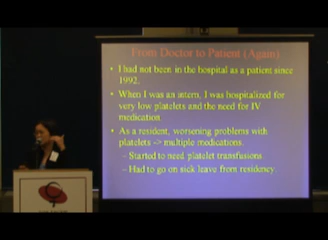 From Doctor to Patient (Again)
• I had not been in the hospital as a patient since
1992.
• When I was an intern, I was hospitalized for
very low platelets and the need for IV
medication.
• As a resident, worsening problems with
platelets –> multiple medications.
– Started to need platelet transfusions
– Had to go on sick leave from residency.